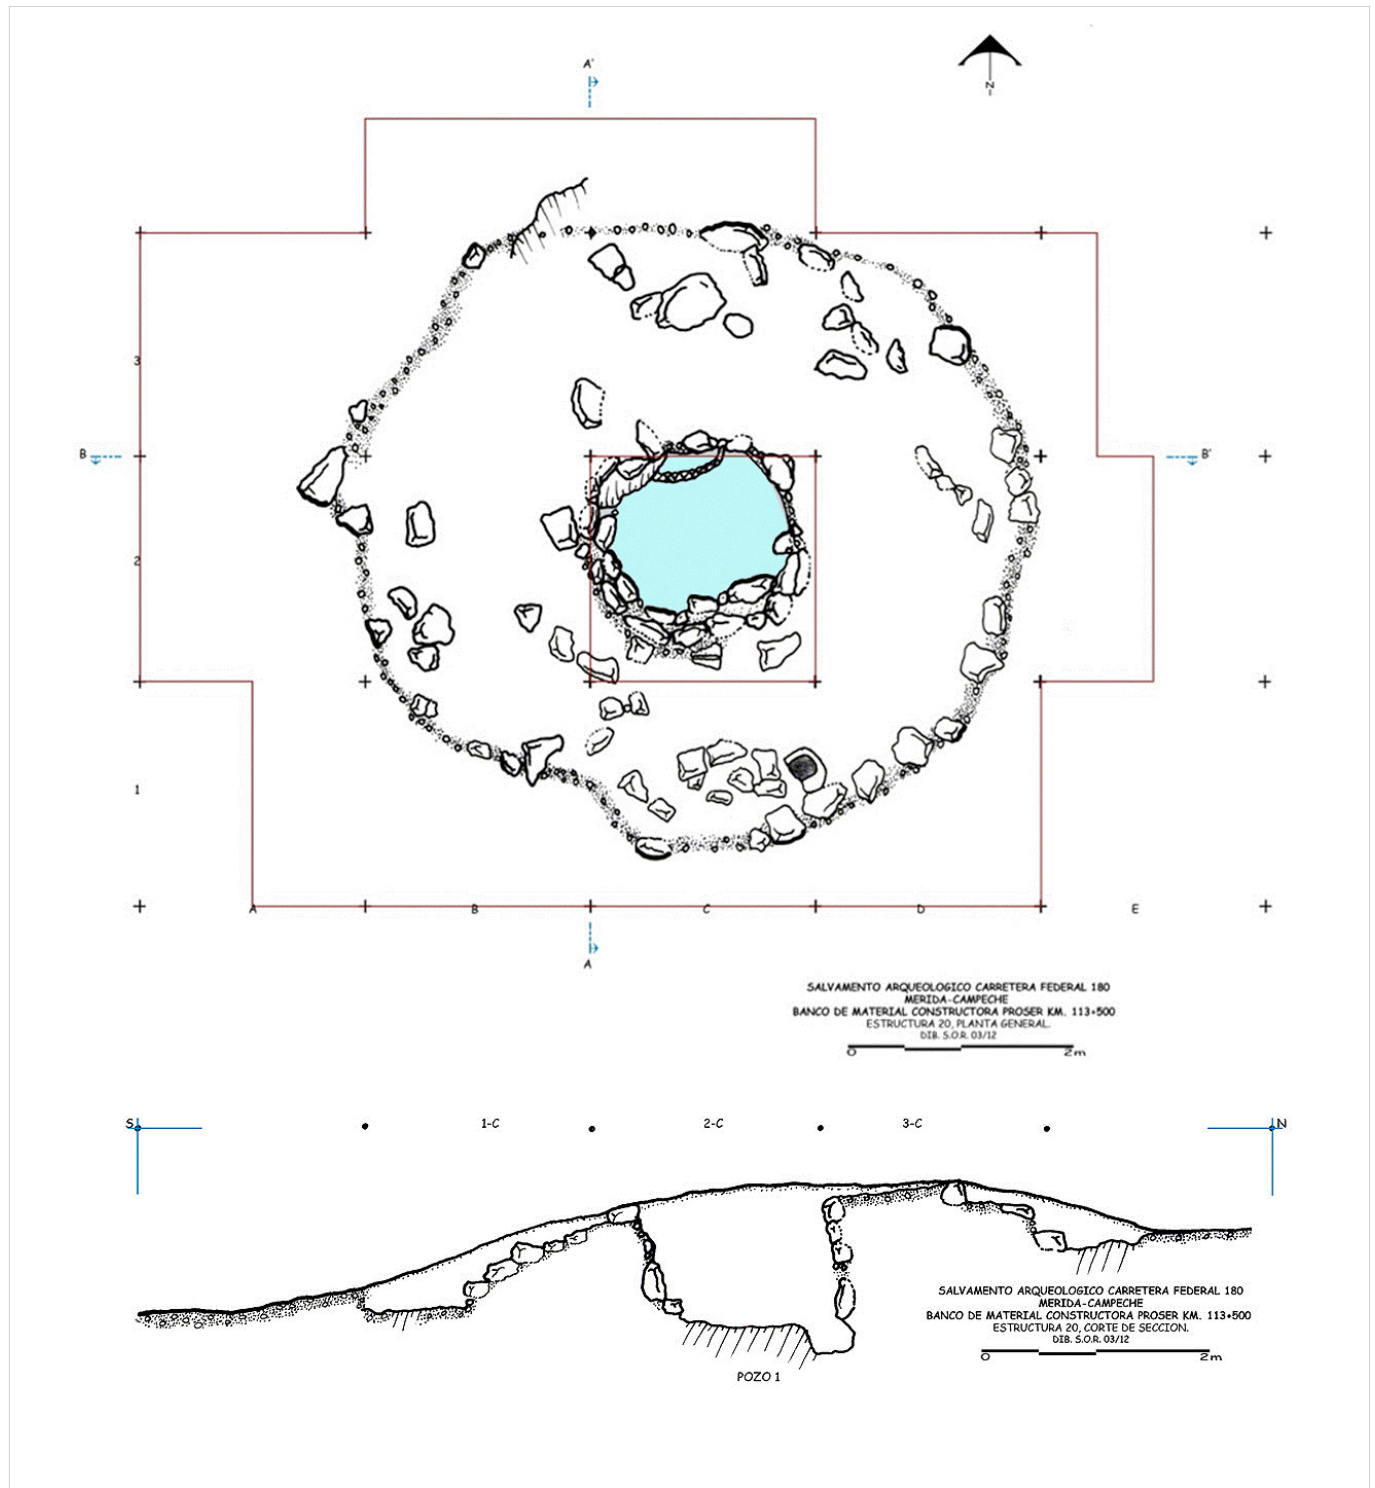 A'
N
3
B
B'
2
1
A
B
C
D
E
A
SALVAMENTO ARQUEOLOGICO CARRETERA FEDERAL 180
MERIDA-CAMPECHE
BANCO DE MATERIAL CONSTRUCTORA PROSER KM. 113+500
ESTRUCTURA 20, PLANTA GENERAL.
DIB. S.O.R. 03/12
0 2m
S 1-C 2-C 3-C N
SALVAMENTO ARQUEOLOGICO CARRETERA FEDERAL 180
MERIDA-CAMPECHE
BANCO DE MATERIAL CONSTRUCTORA PROSER KM. 113+500
ESTRUCTURA 20, CORTE DE SECCION.
DIB. S.O.R. 03/12
0 2m
POZO 1